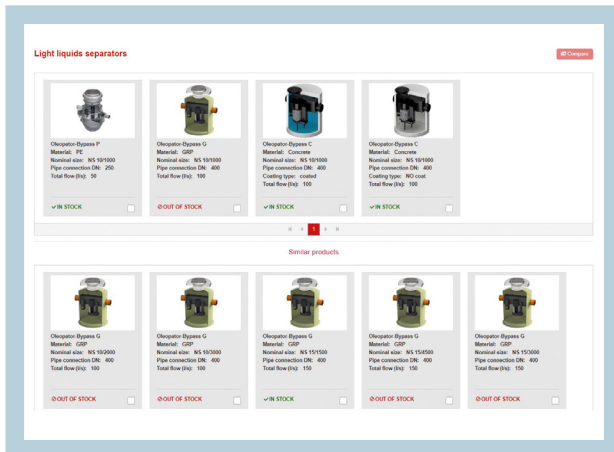 Light liquids separators
Compare
Oleopator-Bypass P
Material: PE
Nominal size: NS 10/1000
Pipe connection DN: 250
Total flow (l/s): 50
IN STOCK
Oleopator-Bypass G
Material: GRP
Nominal size: NS 10/1000
Pipe connection DN: 400
Total flow (l/s): 100
OUT OF STOCK
Oleopator-Bypass C
Material: Concrete
Nominal size: NS 10/1000
Pipe connection DN: 400
Coating type: coated
Total flow (l/s): 100
IN STOCK
Oleopator-Bypass C
Material: Concrete
Nominal size: NS 10/1000
Pipe connection DN: 400
Coating type: NO coat
Total flow (l/s): 100
IN STOCK
1
Similar products
Oleopator-Bypass G
Material: GRP
Nominal size: NS 10/2000
Pipe connection DN: 400
Total flow (l/s): 100
OUT OF STOCK
Oleopator-Bypass G
Material: GRP
Nominal size: NS 10/3000
Pipe connection DN: 400
Total flow (l/s): 100
OUT OF STOCK
Oleopator-Bypass G
Material: GRP
Nominal size: NS 15/1500
Pipe connection DN: 400
Total flow (l/s): 150
IN STOCK
Oleopator-Bypass G
Material: GRP
Nominal size: NS 15/4500
Pipe connection DN: 400
Total flow (l/s): 150
OUT OF STOCK
Oleopator-Bypass G
Material: GRP
Nominal size: NS 15/3000
Pipe connection DN: 400
Total flow (l/s): 150
OUT OF STOCK